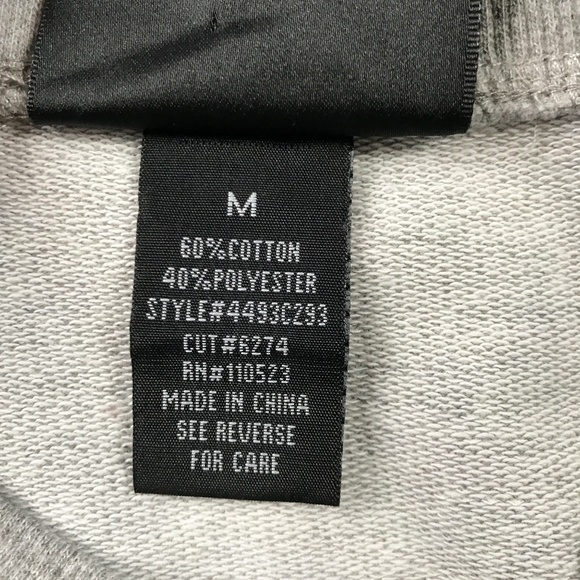 M
60%COTTON
40%POLYESTER
STYLE#4493C293
CUT#6274
RN#110523
MADE IN CHINA
SEE REVERSE
FOR CARE